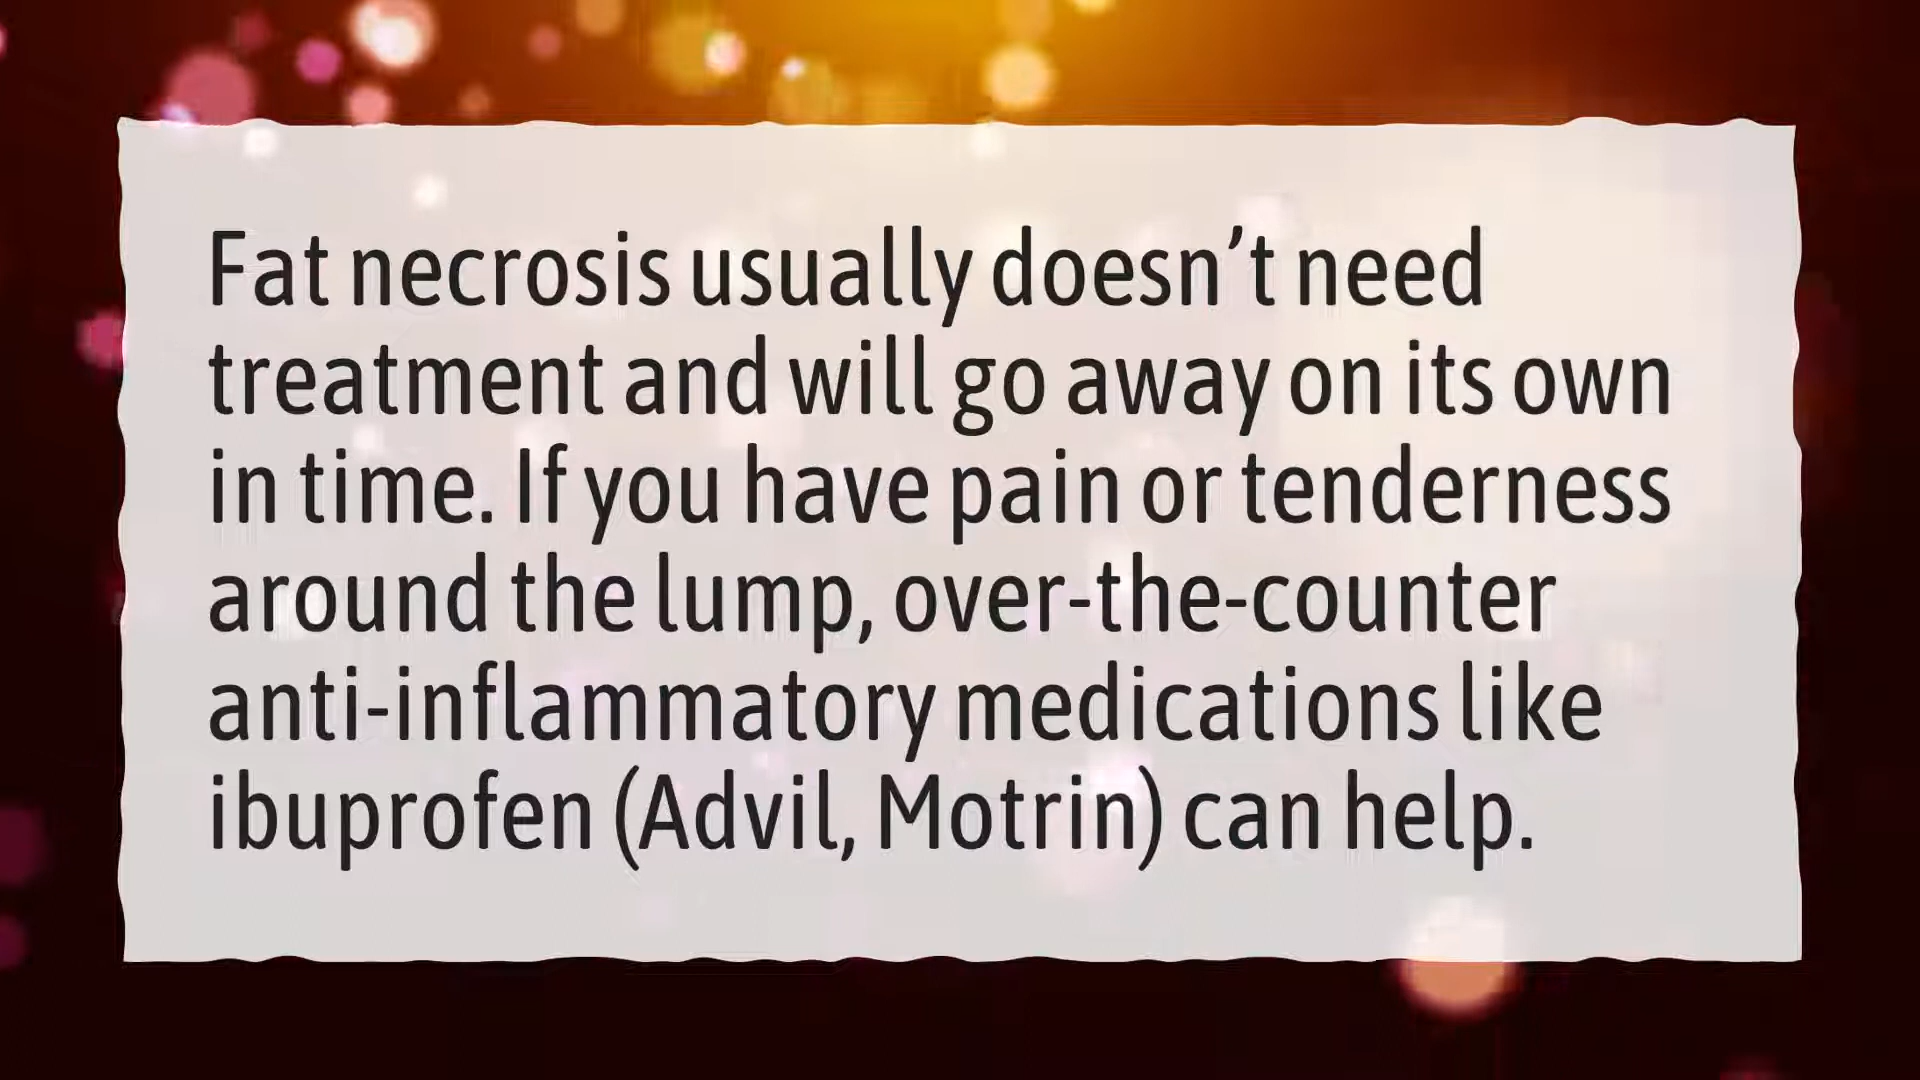 Fat necrosis usually doesn’t need
treatment and will go away on its own
in time. If you have pain or tenderness
around the lump, over-the-counter
anti-inflammatory medications like
ibuprofen (Advil, Motrin) can help.